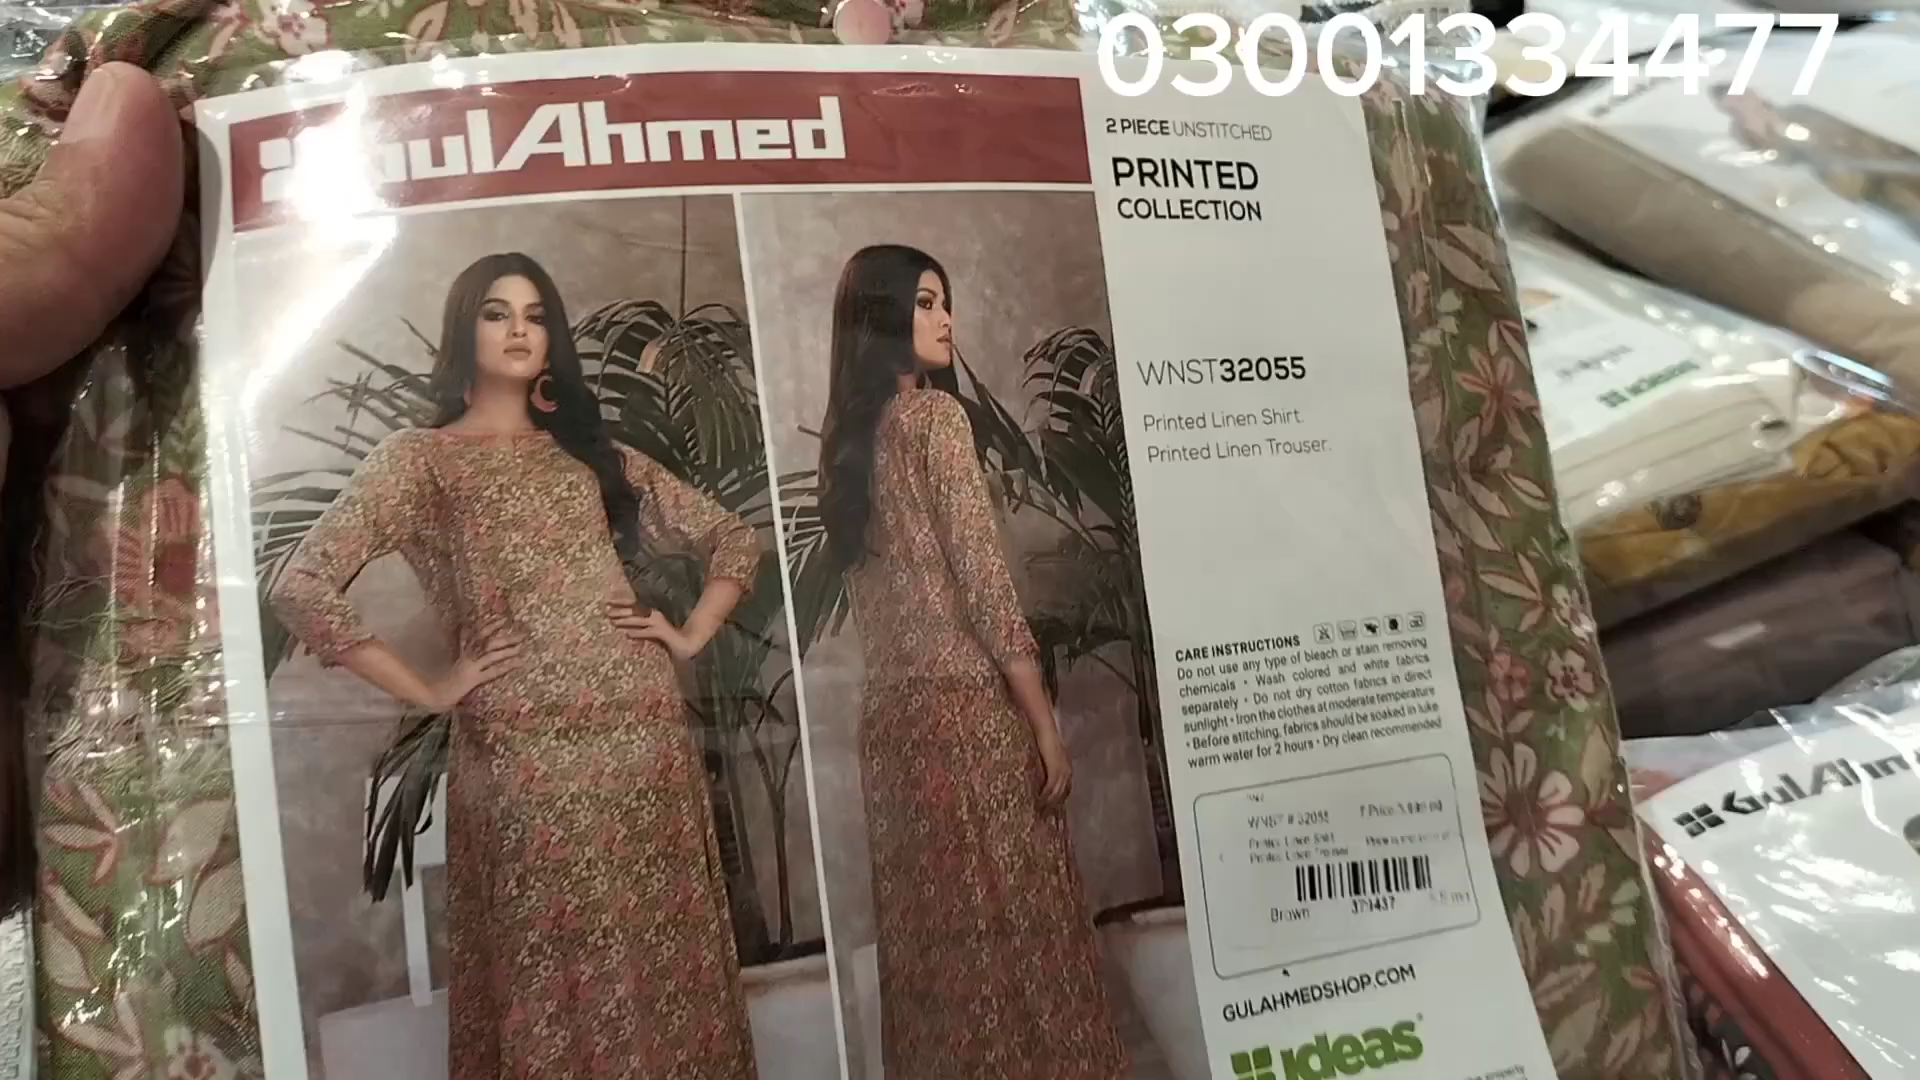 03001334477
GulAhmed
2 PIECE UNSTITCHED
PRINTED
COLLECTION
WNST32055
Printed Linen Shirt.
Printed Linen Trouser.
CARE INSTRUCTIONS
Do not use any type of bleach or stain removing
chemicals • Wash colored and white fabrics
separately • Do not dry cotton fabrics in direct
sunlight • Iron the clothes at moderate temperature
• Before stitching, fabrics should be soaked in luke
warm water for 2 hours • Dry clean recommended
Brown
GULAHMEDSHOP.COM
ideas
GulAhm